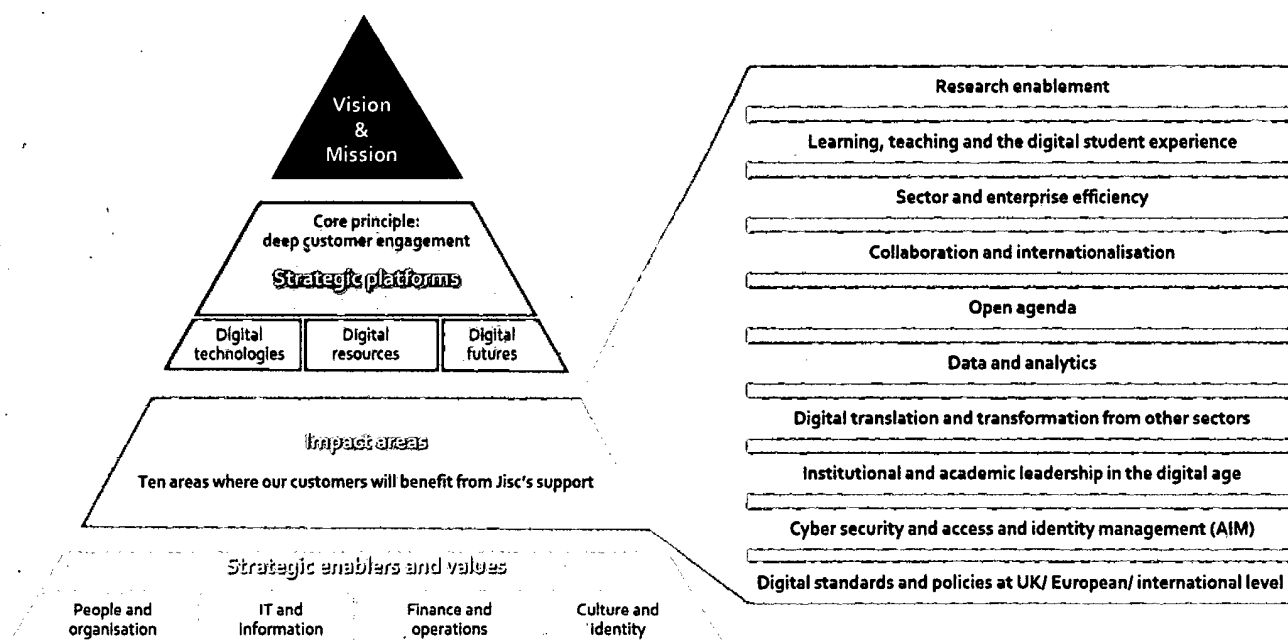 Vision
&
Mission
Core principle:
deep customer engagement
Strategic platforms
Digital
technologies
Digital
resources
Digital
futures
Impact areas
Ten areas where our customers will benefit from Jisc's support
Strategic enablers and values
People and
organisation
IT and
Information
Finance and
operations
Culture and
identity
Research enablement
Learning, teaching and the digital student experience
Sector and enterprise efficiency
Collaboration and internationalisation
Open agenda
Data and analytics
Digital translation and transformation from other sectors
Institutional and academic leadership in the digital age
Cyber security and access and identity management (AIM)
Digital standards and policies at UK/ European/ international level